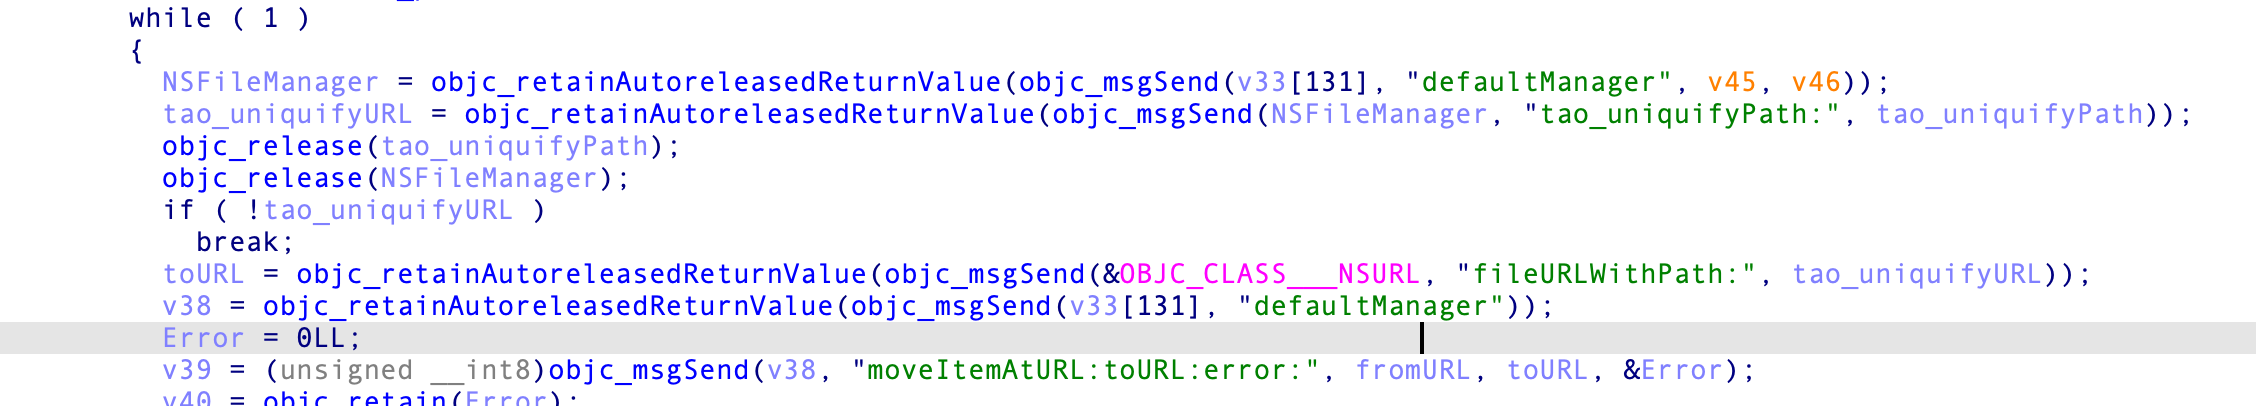 while ( 1 )
{
NSFileManager = objc_retainAutoreleasedReturnValue(objc_msgSend(v33[131], "defaultManager", v45, v46));
tao_uniquifyURL = objc_retainAutoreleasedReturnValue(objc_msgSend(NSFileManager, "tao_uniquifyPath:", tao_uniquifyPath));
objc_release(tao_uniquifyPath);
objc_release(NSFileManager);
if ( !tao_uniquifyURL )
break;
toURL = objc_retainAutoreleasedReturnValue(objc_msgSend(&OBJC_CLASS___NSURL, "fileURLWithPath:", tao_uniquifyURL));
v38 = objc_retainAutoreleasedReturnValue(objc_msgSend(v33[131], "defaultManager"));
Error = 0LL;
v39 = (unsigned __int8)objc_msgSend(v38, "moveItemAtURL:toURL:error:", fromURL, toURL, &Error);
v40 = objc_retain(Error);